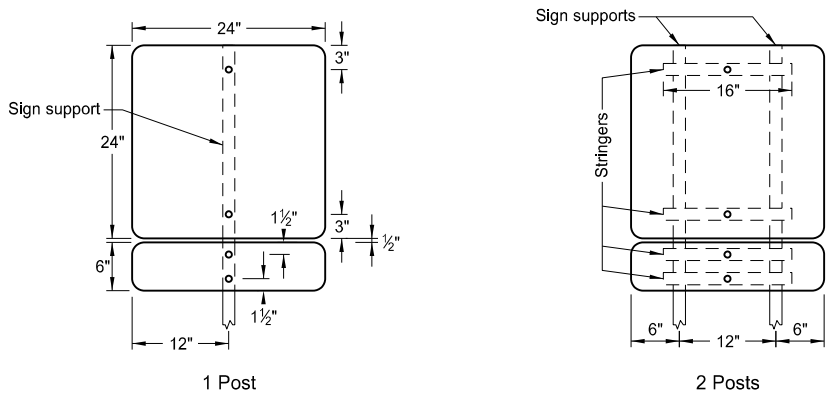 24"
3"
Sign support
24"
1½"
3"
½"
6"
1½"
12"
1 Post
Sign supports
16"
Stringers
6"
12"
6"
2 Posts